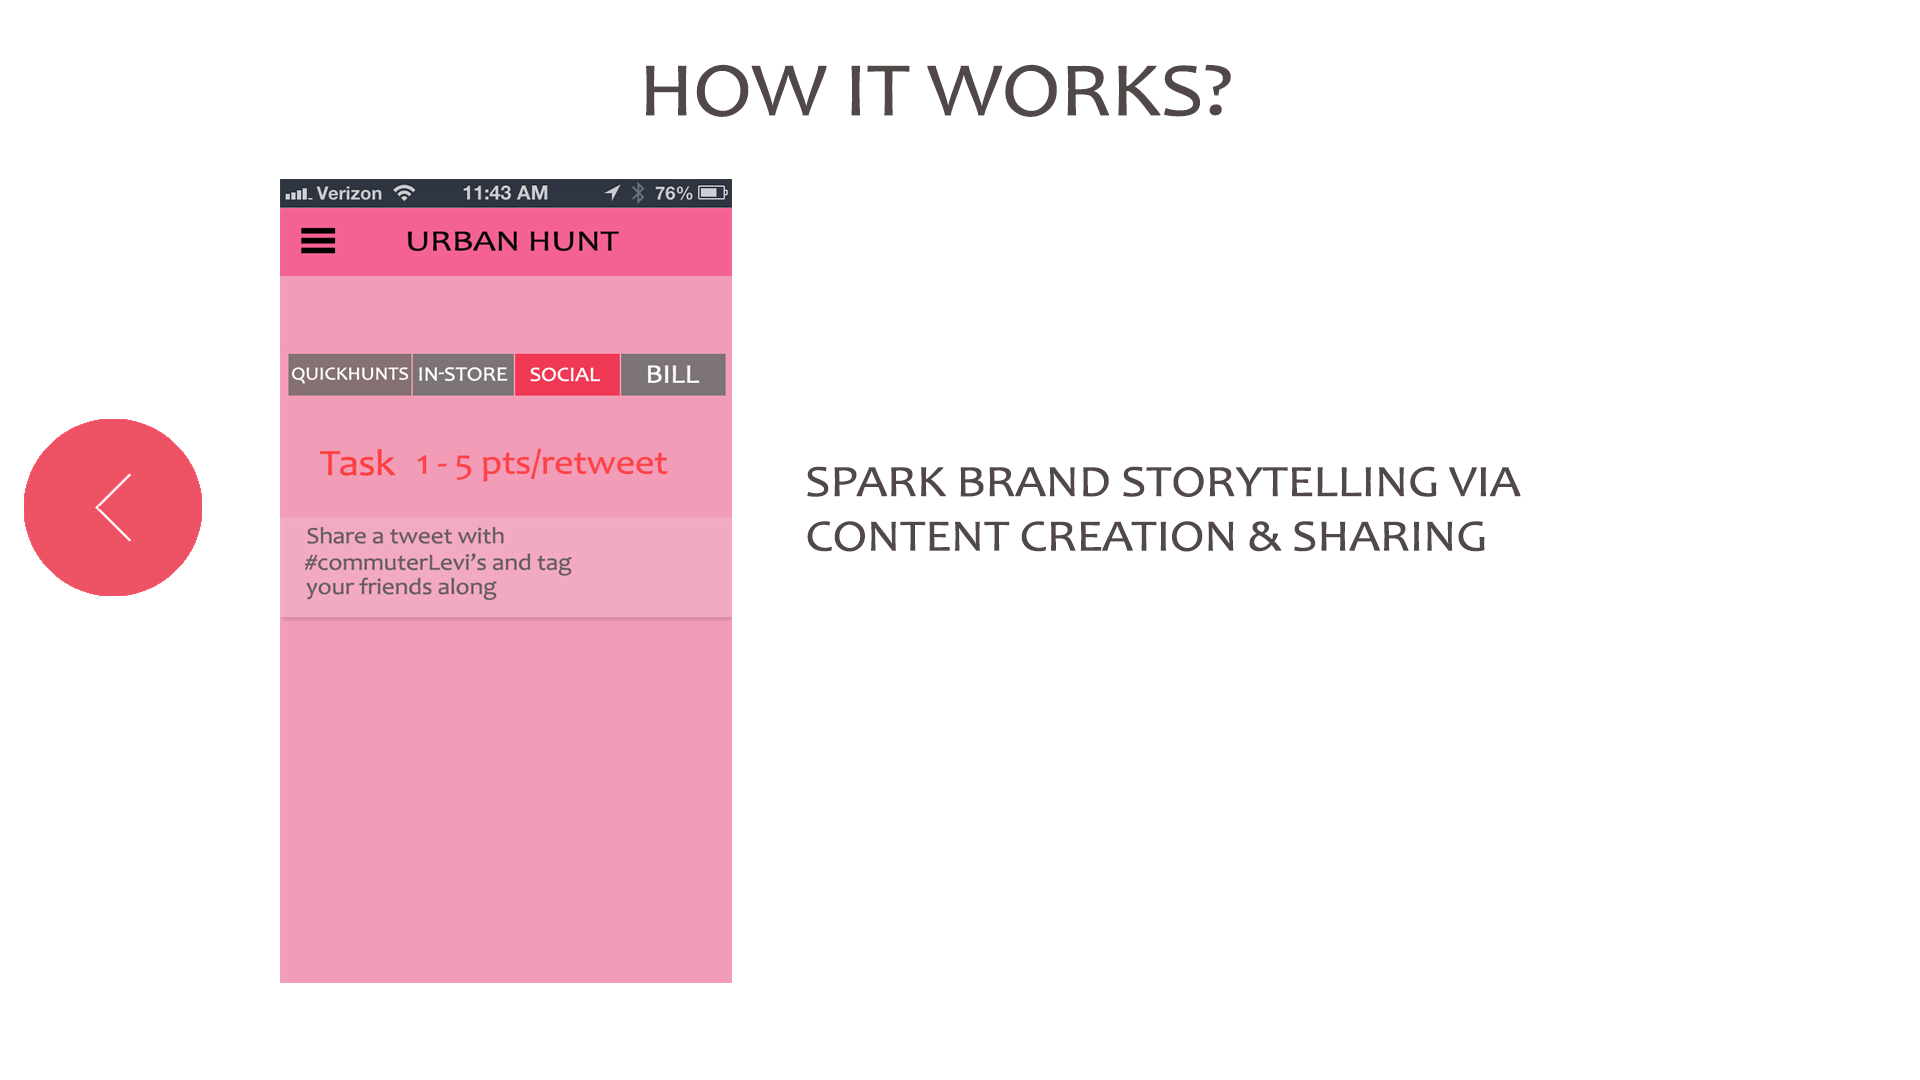 HOW IT WORKS?
Verizon 11:43 AM 76%
URBAN HUNT
QUICKHUNTS IN-STORE SOCIAL BILL
Task 1 - 5 pts/retweet
Share a tweet with
#commuterLevi's and tag
your friends along
SPARK BRAND STORYTELLING VIA
CONTENT CREATION & SHARING